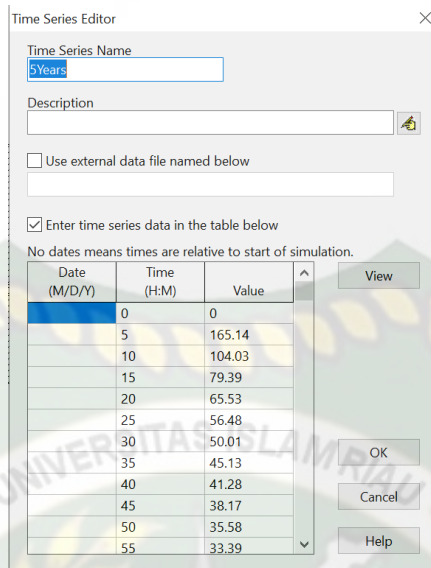 Time Series Editor
Time Series Name
5Years
Description
Use external data file named below
Enter time series data in the table below
No dates means times are relative to start of simulation.
Date (M/D/Y) Time (H:M) Value
View
0 0
5 165.14
10 104.03
15 79.39
20 65.53
25 56.48
30 50.01
35 45.13
40 41.28
45 38.17
50 35.58
55 33.39
OK
Cancel
Help
UNIVERSITAS ISLAM RIAU